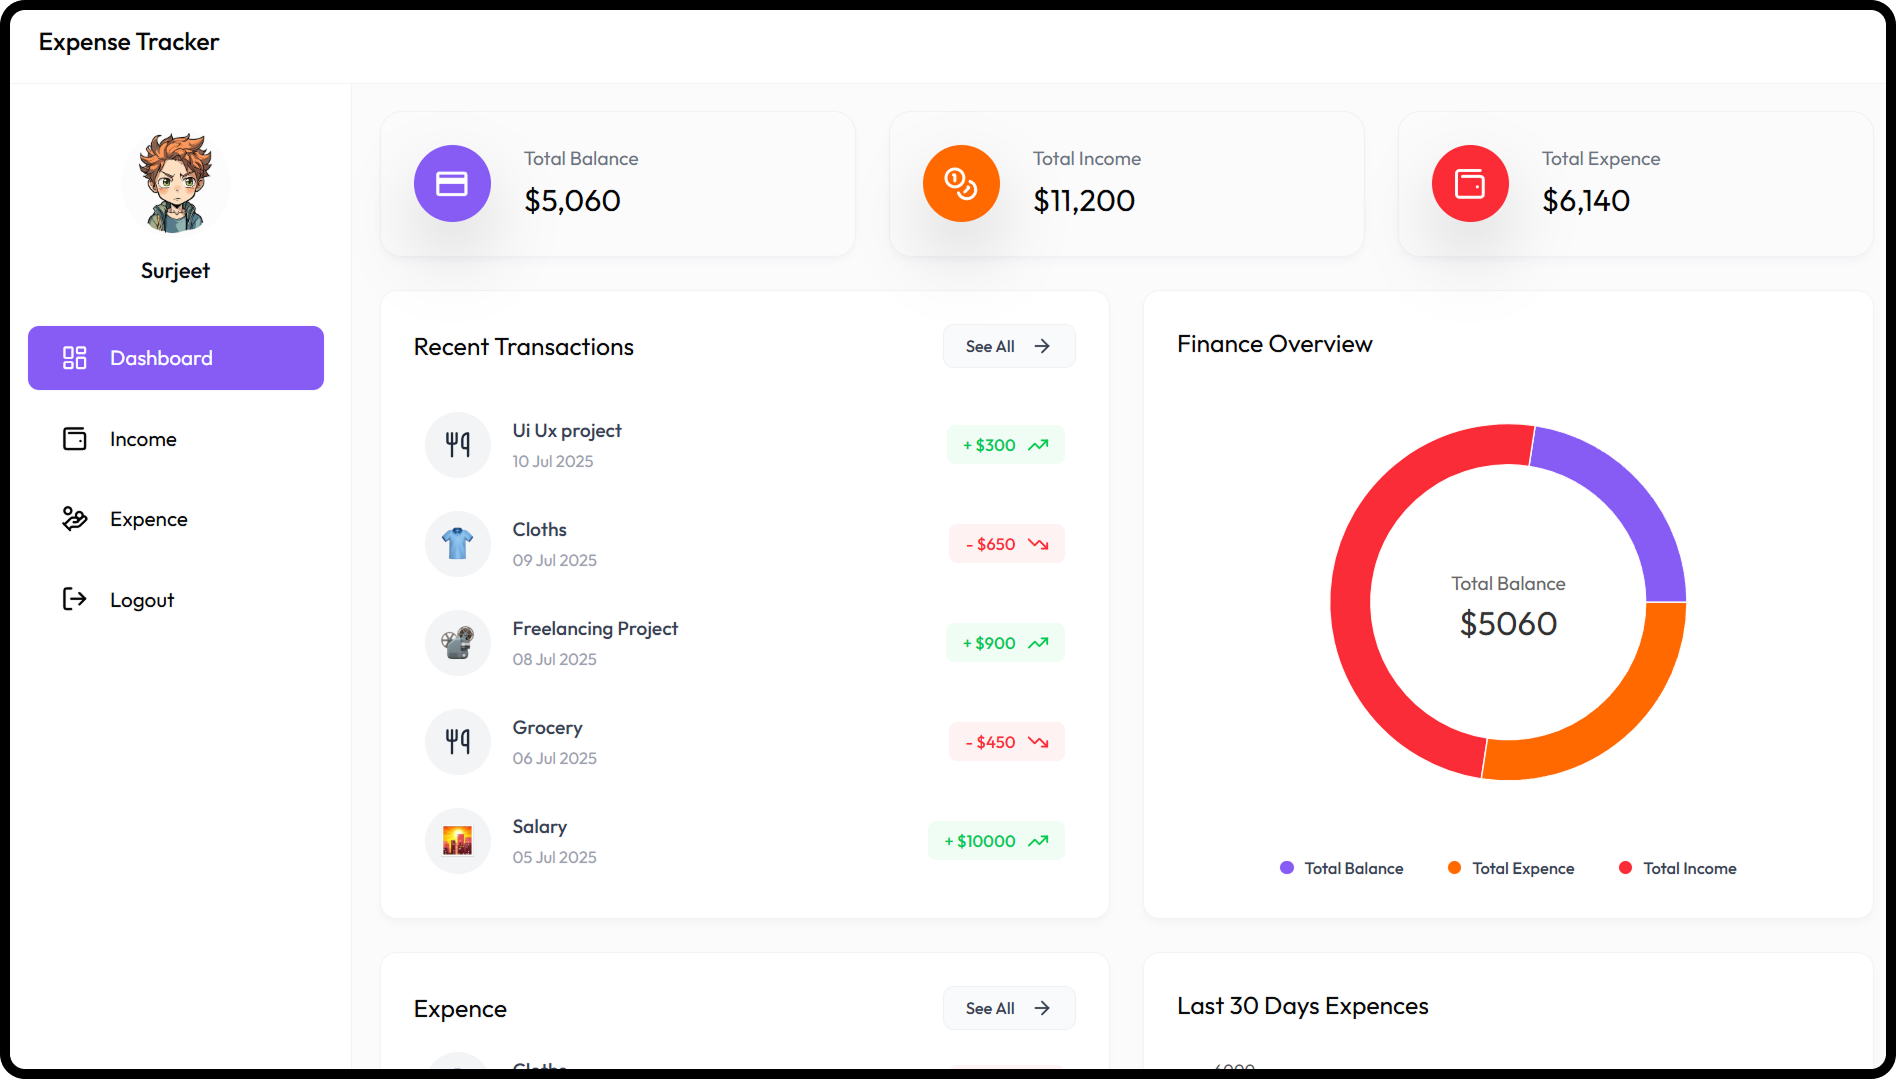 Expense Tracker
Surjeet
Dashboard
Income
Expence
Logout
Total Balance
$5,060
Total Income
$11,200
Total Expence
$6,140
Recent Transactions
See All
Ui Ux project
10 Jul 2025
+ $300
Cloths
09 Jul 2025
- $650
Freelancing Project
08 Jul 2025
+ $900
Grocery
06 Jul 2025
- $450
Salary
05 Jul 2025
+ $10000
Finance Overview
Total Balance
$5060
Total Balance
Total Expence
Total Income
Expence
See All
Cloths
Last 30 Days Expences